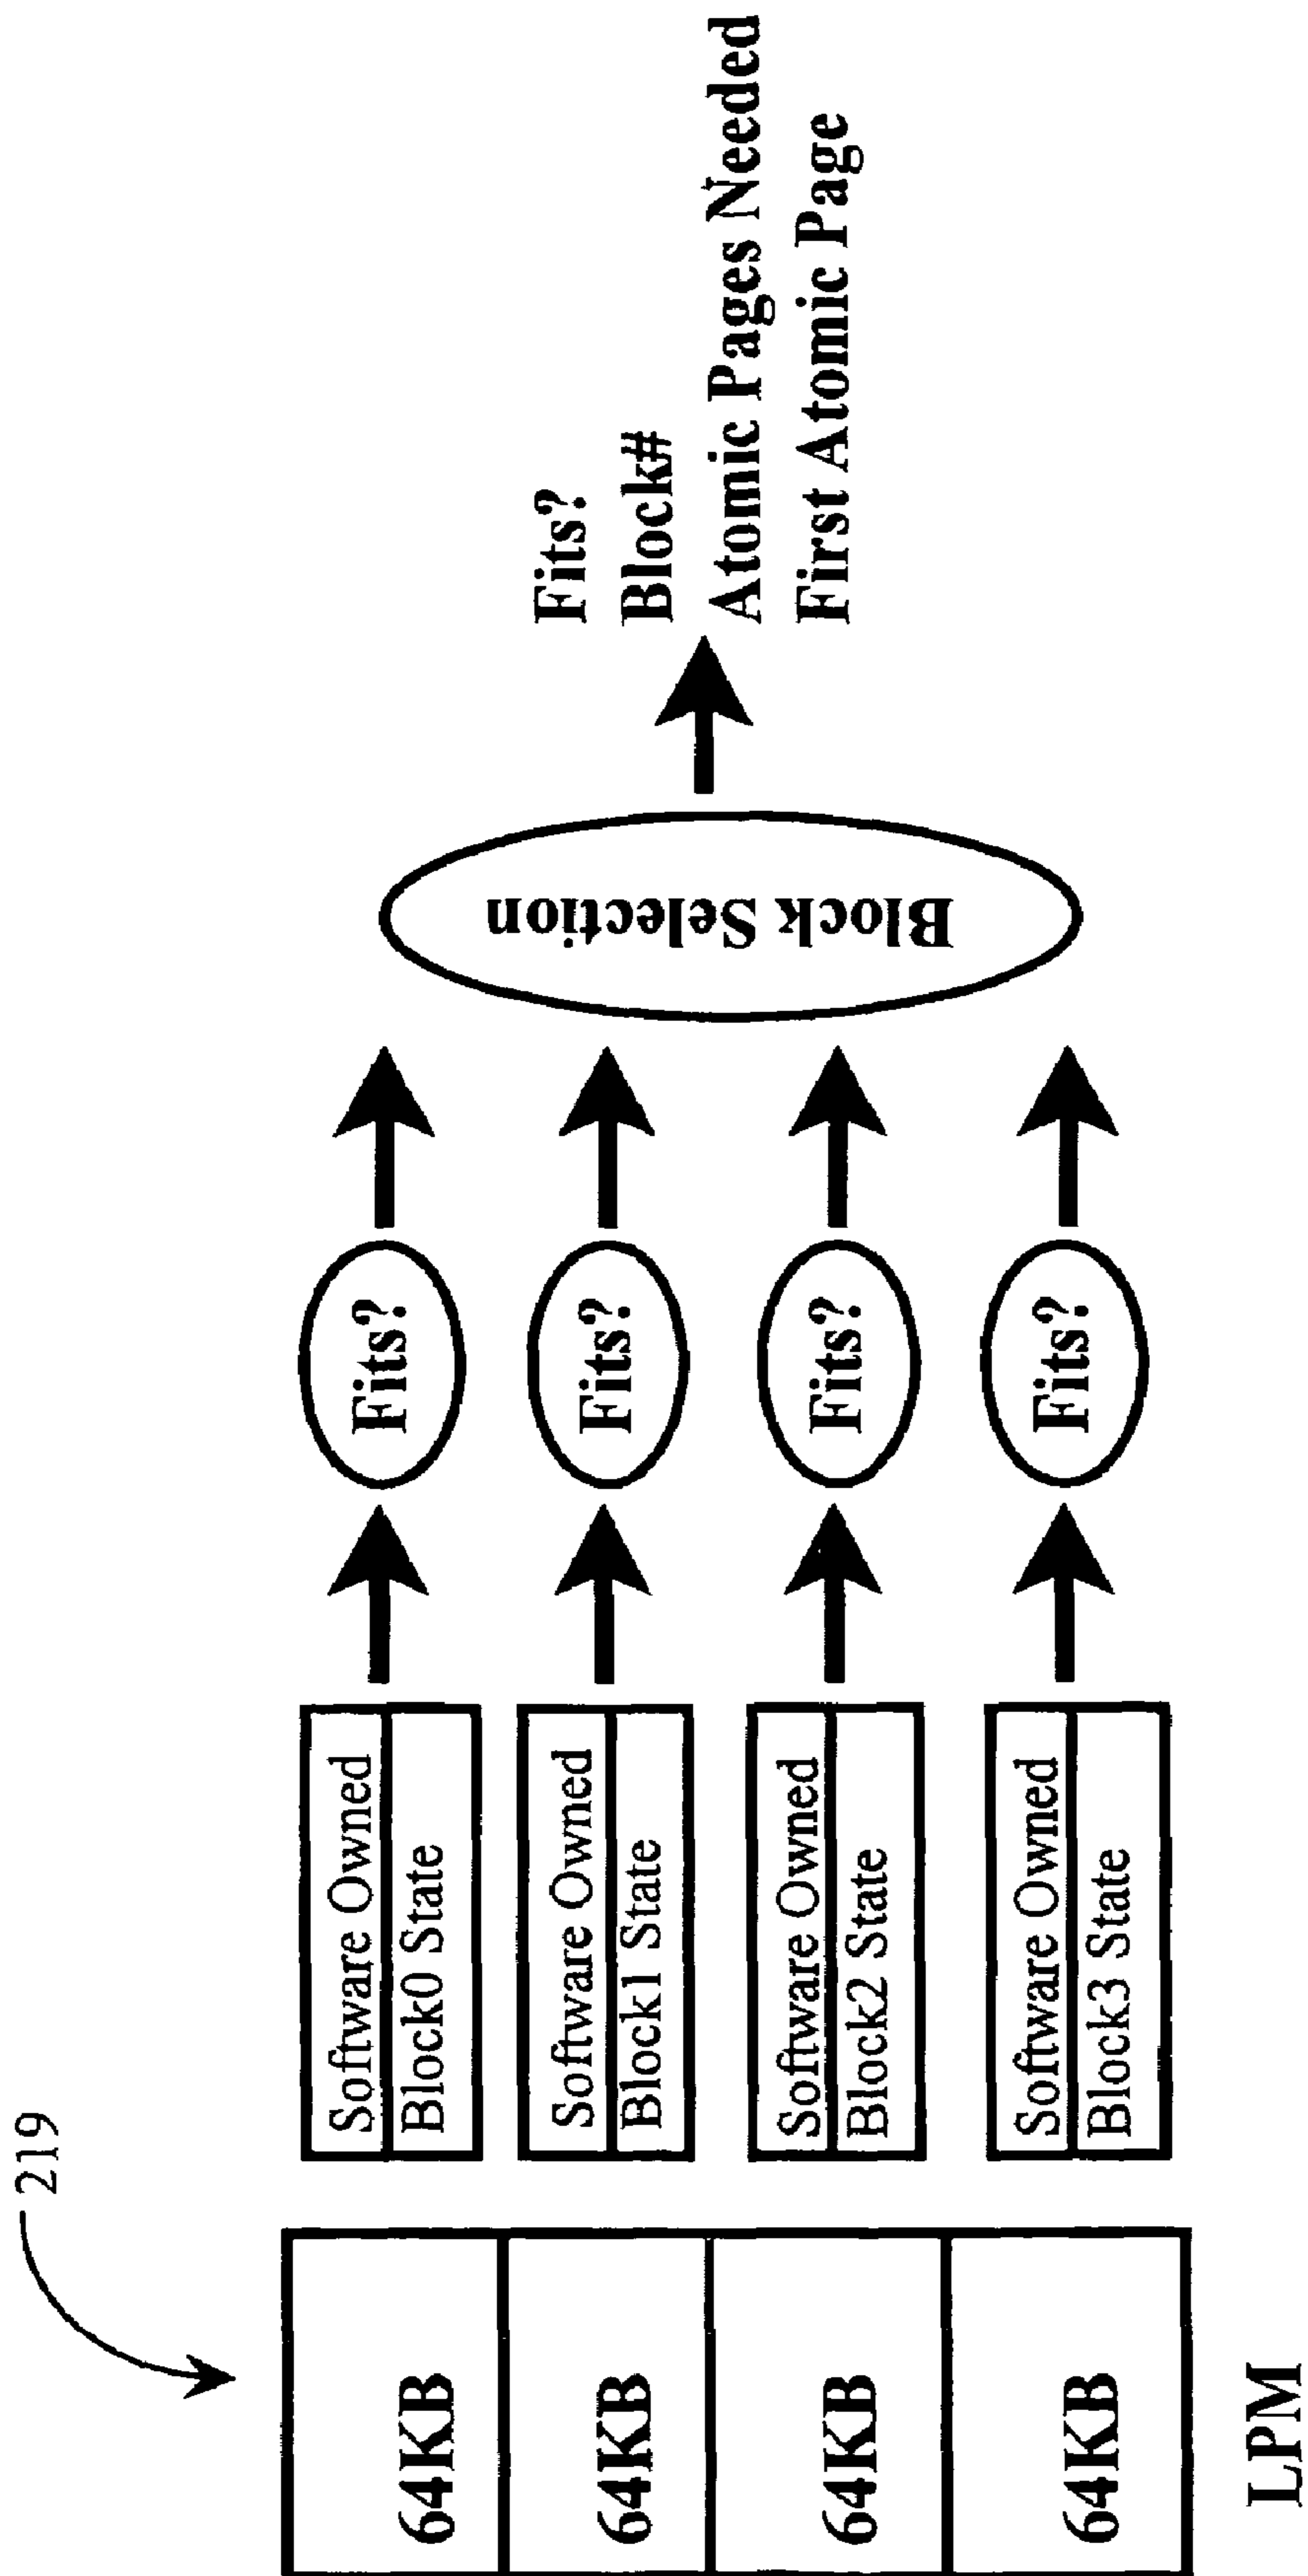 219
64KB
64KB
64KB
64KB
LPM
Software Owned
Block0 State
Software Owned
Block1 State
Software Owned
Block2 State
Software Owned
Block3 State
Fits?
Fits?
Fits?
Fits?
Block Selection
Fits?
Block#
Atomic Pages Needed
First Atomic Page